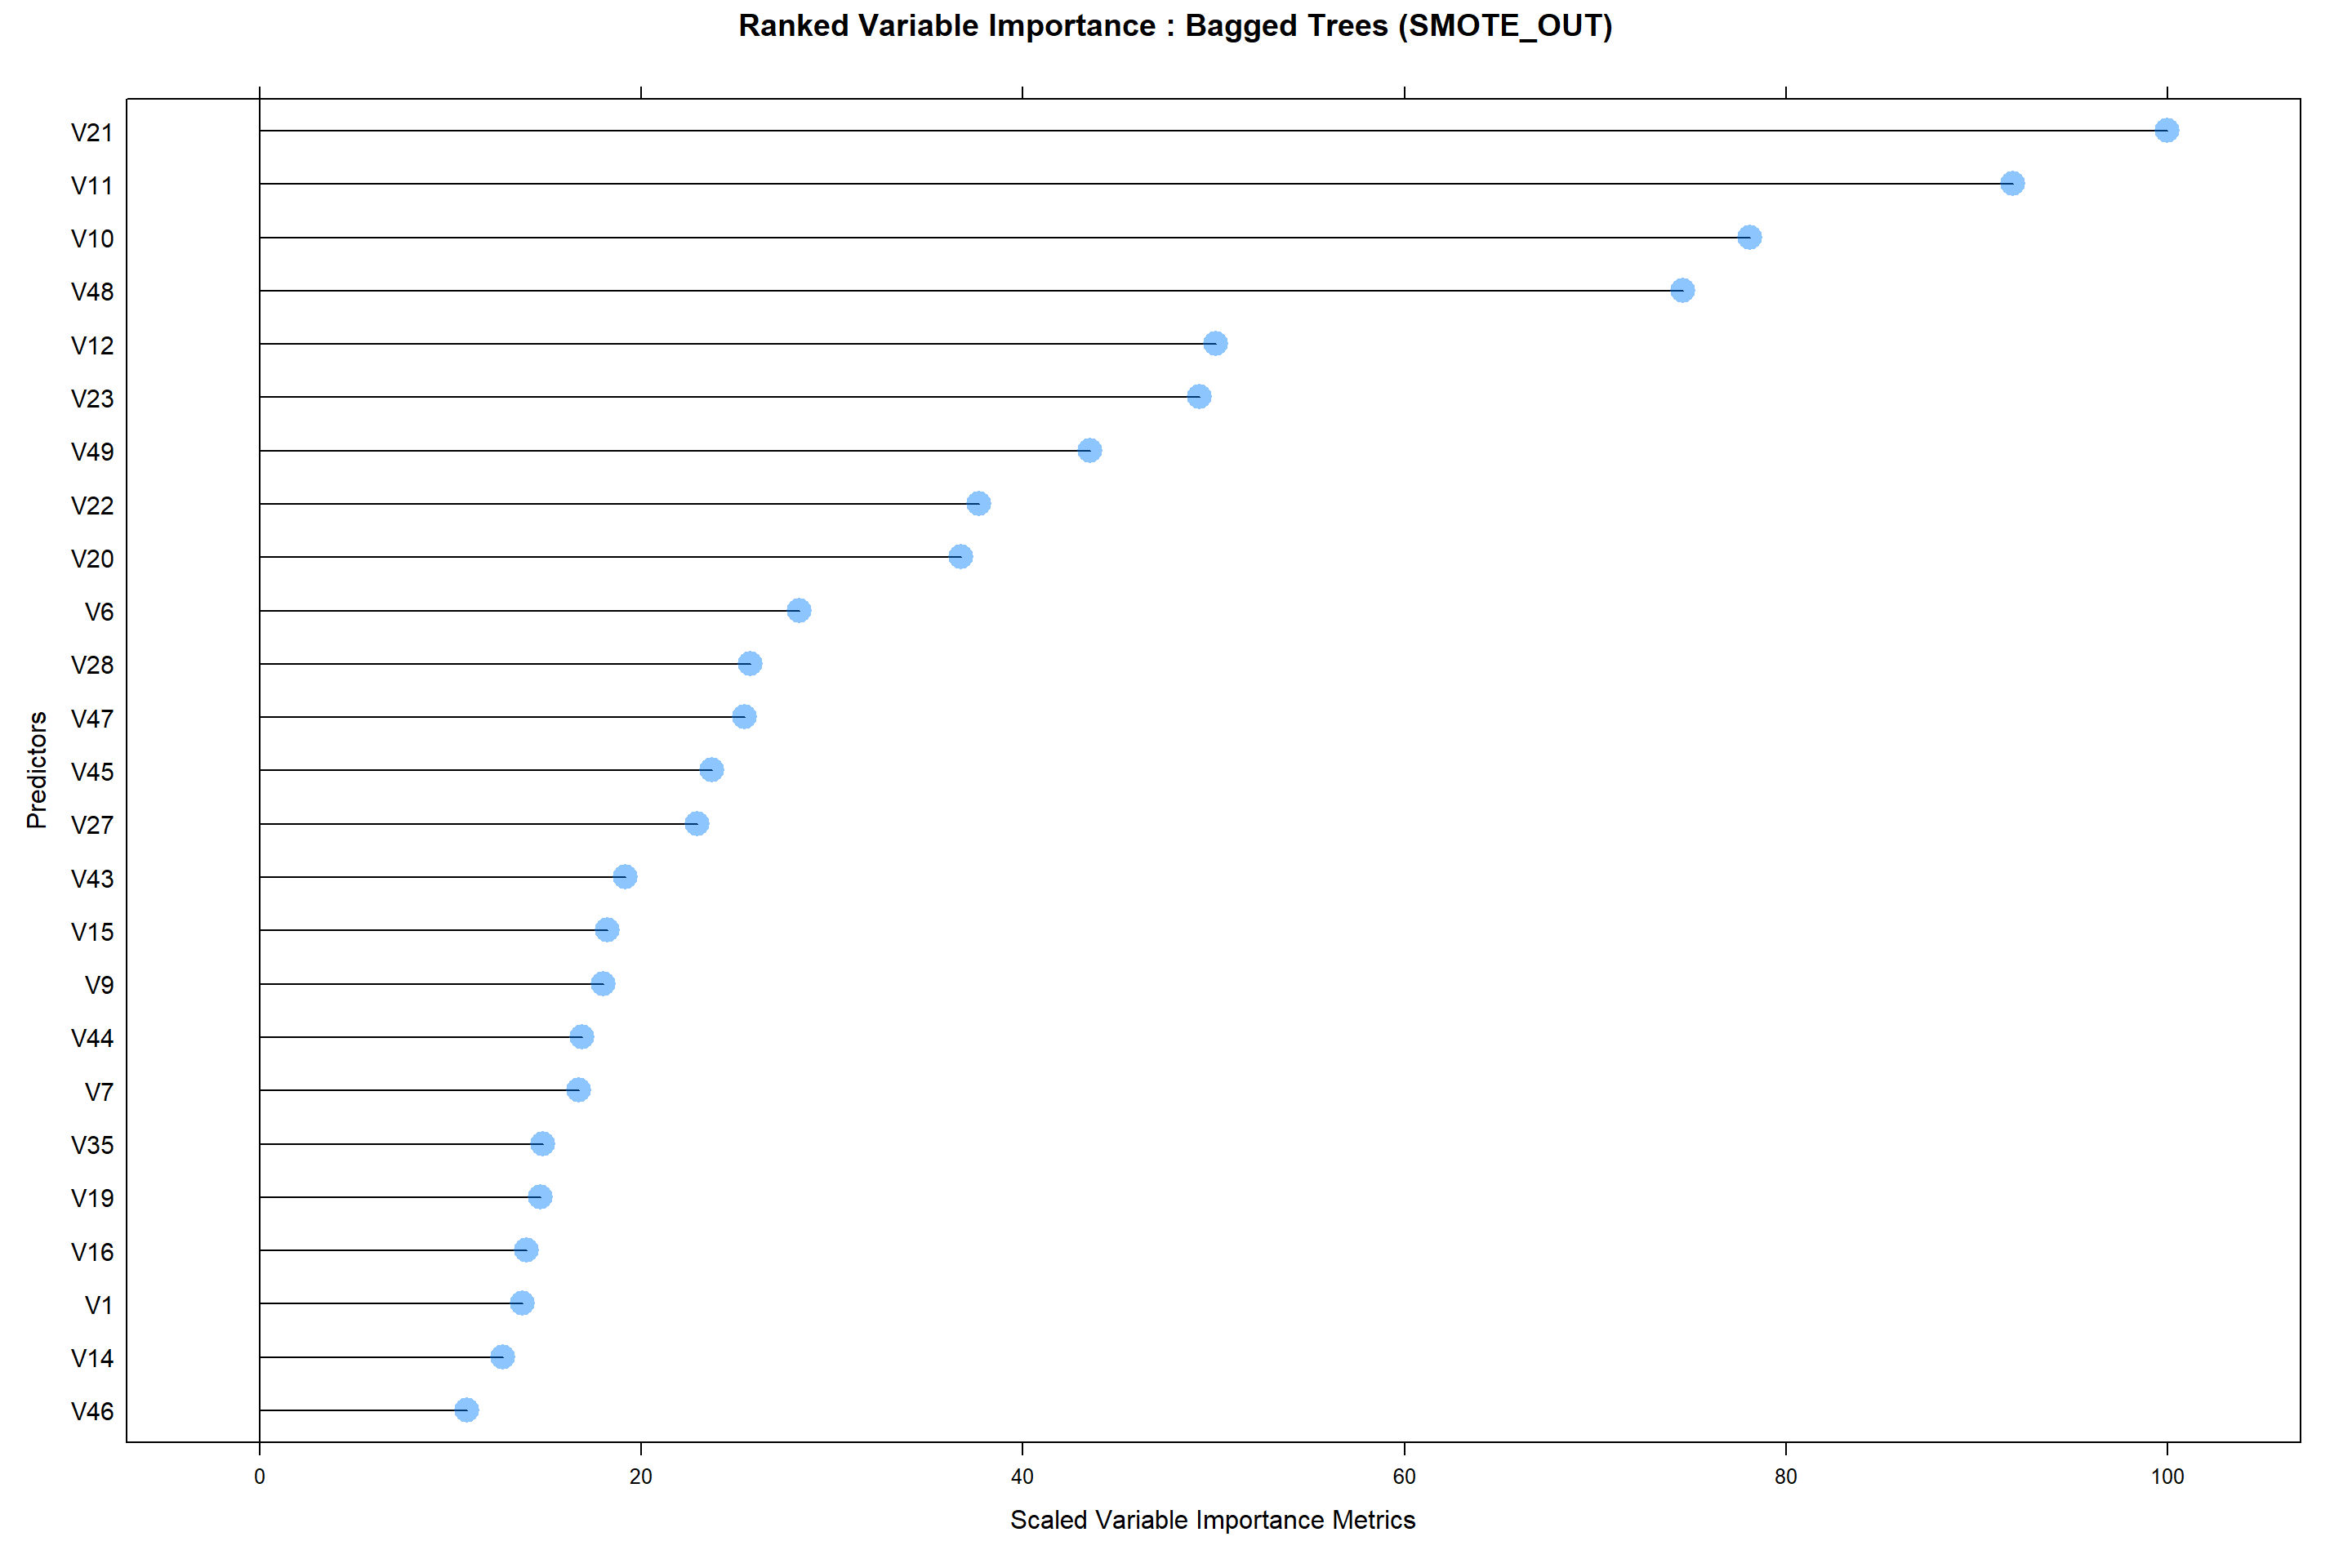 Ranked Variable Importance : Bagged Trees (SMOTE_OUT)
V21
V11
V10
V48
V12
V23
V49
V22
V20
V6
V28
V47
V45
V27
V43
V15
V9
V44
V7
V35
V19
V16
V1
V14
V46
Predictors
0 20 40 60 80 100
Scaled Variable Importance Metrics